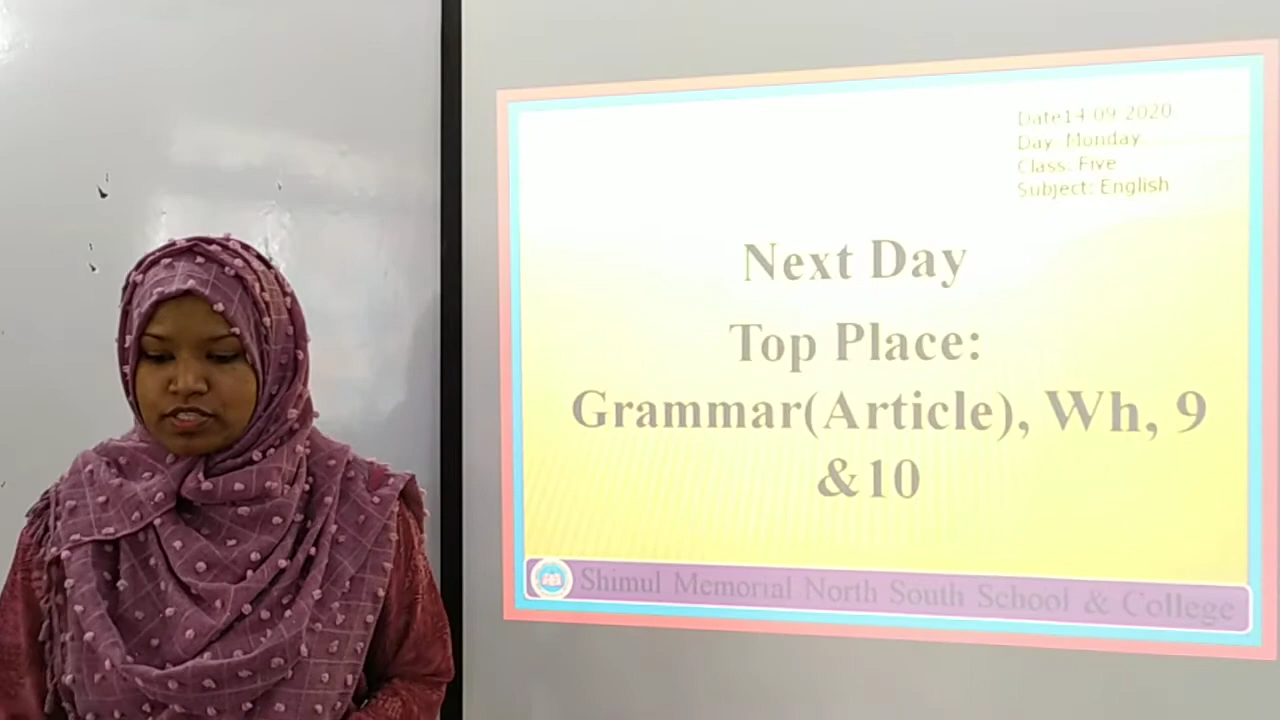 Date14.09.2020.
Day: Monday
Class: Five
Subject: English
Next Day
Top Place:
Grammar(Article), Wh, 9
&10
Shimul Memorial North South School & College